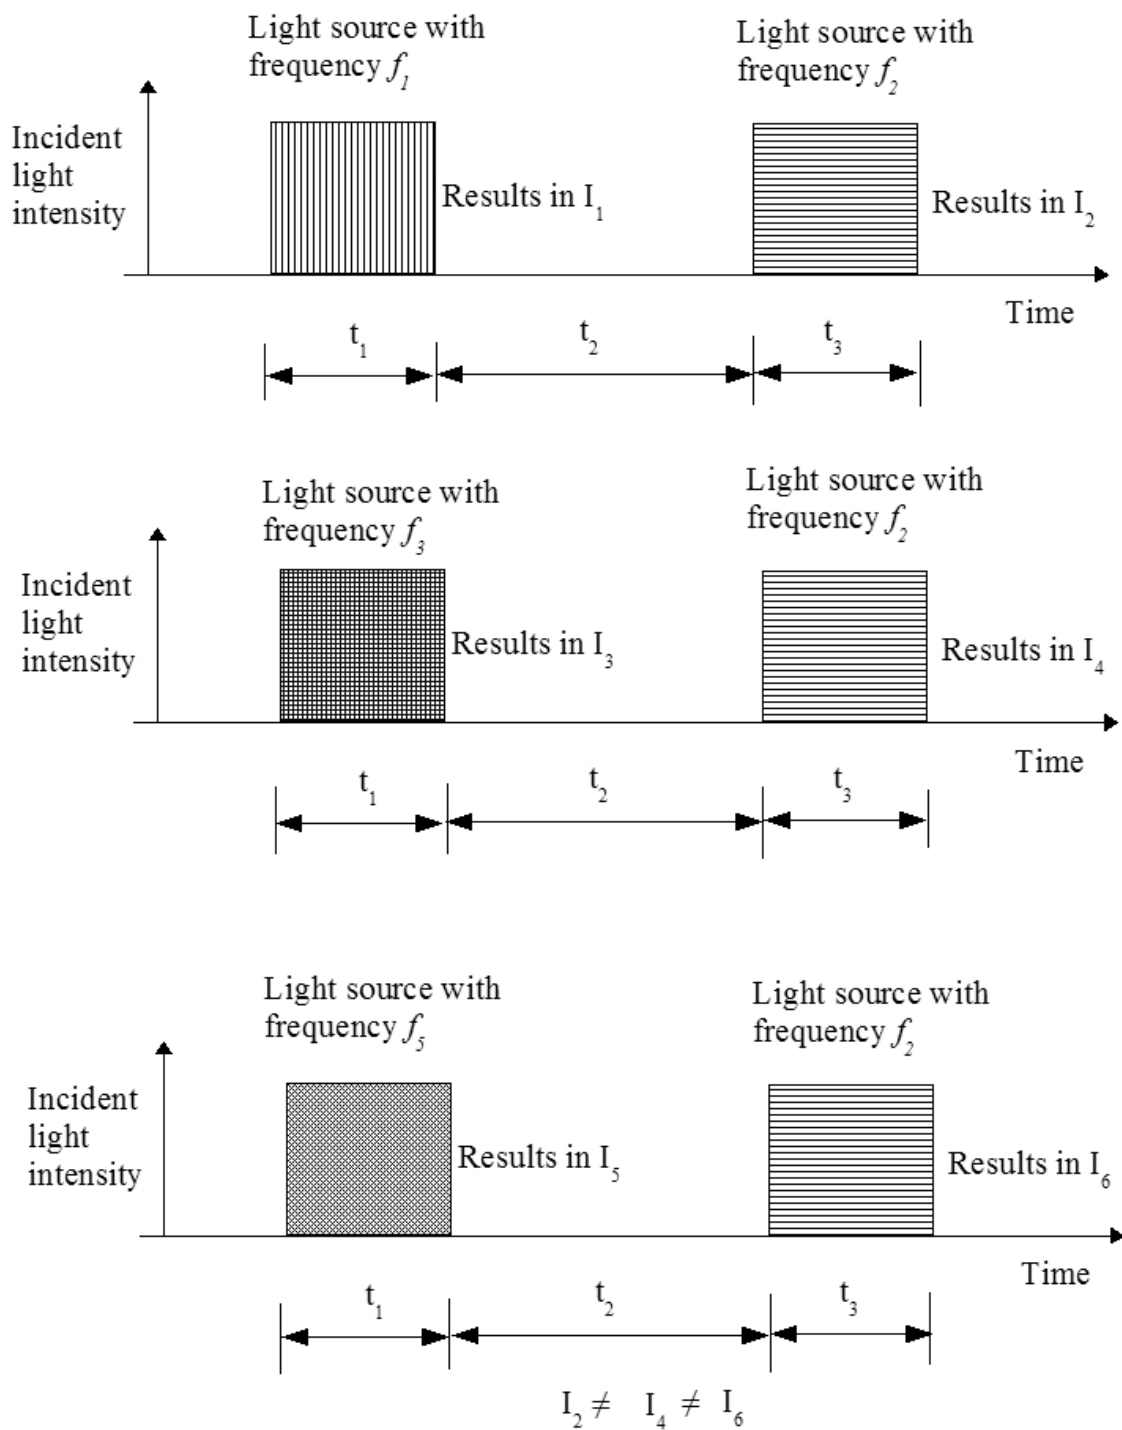 Light source with
frequency f₁
Light source with
frequency f₂
Incident
light
intensity
Results in I₁
Results in I₂
Time
t₁
t₂
t₃
Light source with
frequency f₃
Light source with
frequency f₂
Incident
light
intensity
Results in I₃
Results in I₄
Time
t₁
t₂
t₃
Light source with
frequency f₅
Light source with
frequency f₂
Incident
light
intensity
Results in I₅
Results in I₆
Time
t₁
t₂
t₃
I₂ ≠ I₄ ≠ I₆